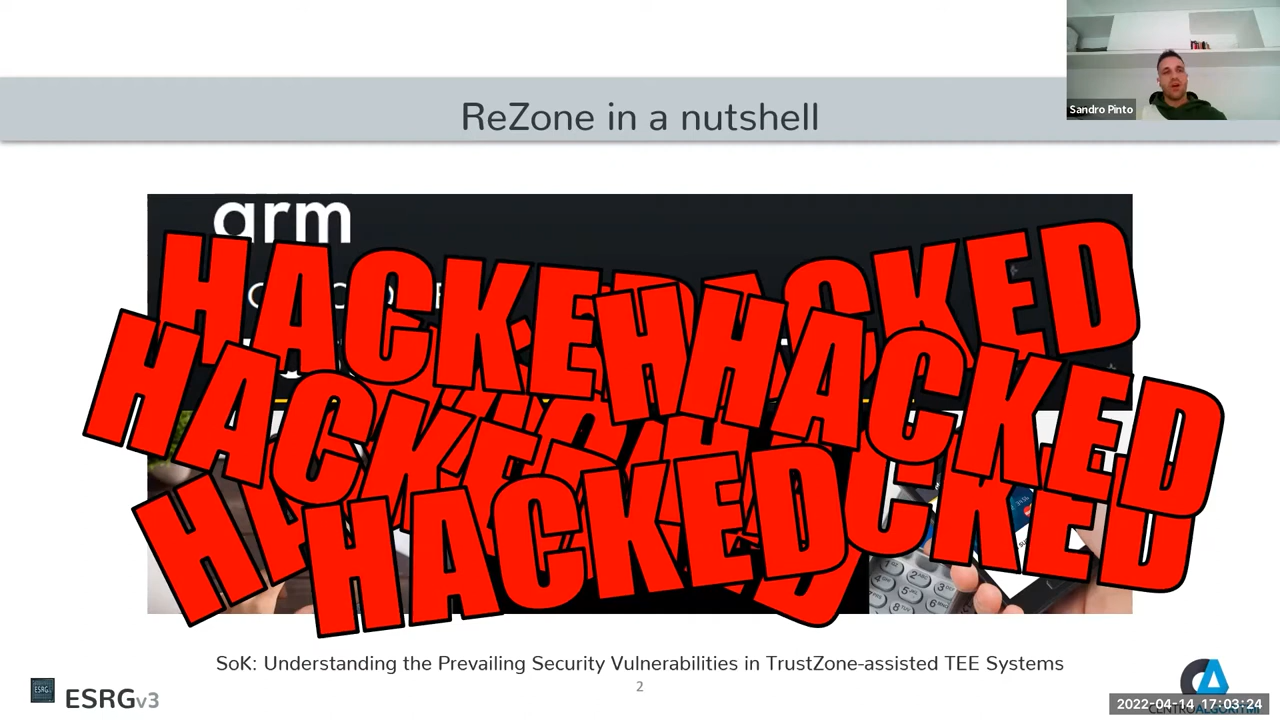 ReZone in a nutshell
Sandro Pinto
arm
HACKED
HACKED
HACKED
HACKED
HACKED
HACKED
SoK: Understanding the Prevailing Security Vulnerabilities in TrustZone-assisted TEE Systems
2
ESRGv3
2022-04-14 17:03:24